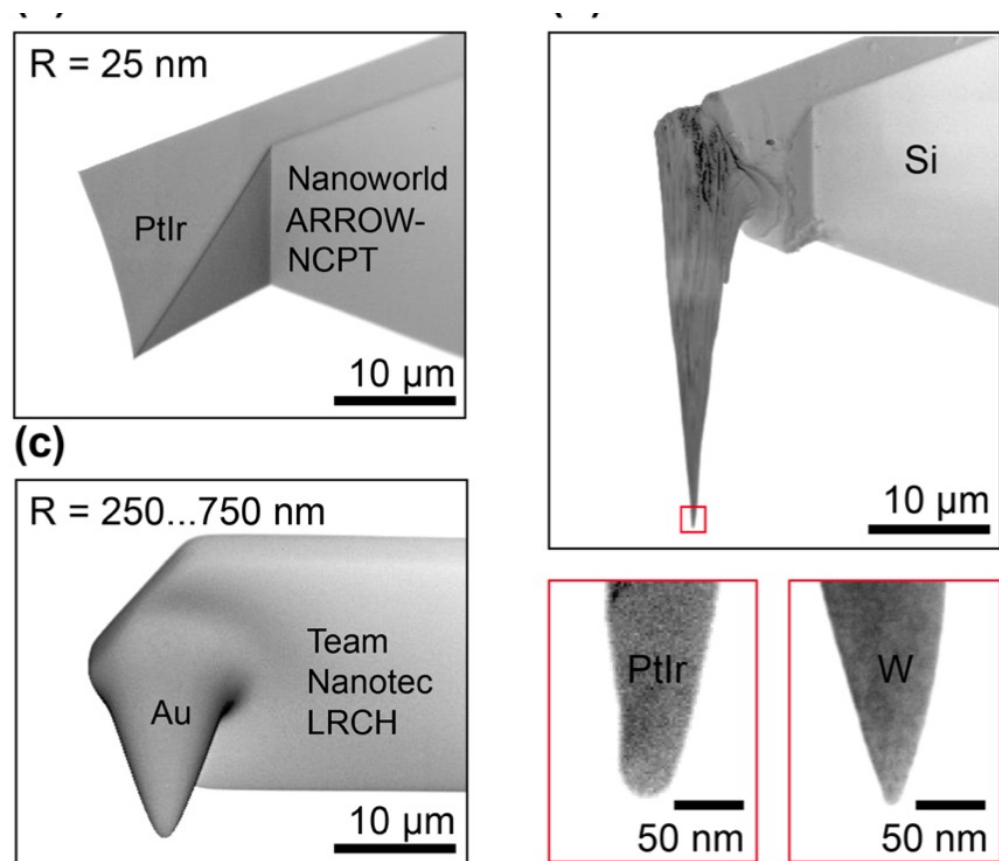 R = 25 nm
PtIr
Nanoworld
ARROW-
NCPT
10 µm
Si
10 µm
(c)
R = 250...750 nm
Team
Nanotec
LRCH
Au
10 µm
PtIr
50 nm
W
50 nm